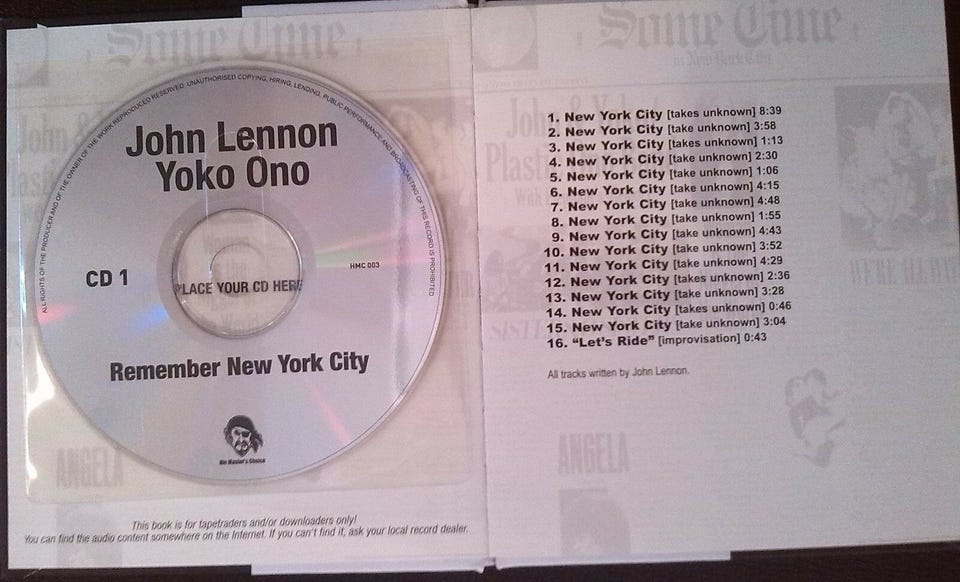 Some Time
ALL RIGHTS OF THE PRODUCER AND OF THE OWNER OF THE WORK REPRODUCED RESERVED. UNAUTHORISED COPYING, HIRING, LENDING, PUBLIC PERFORMANCE AND BROADCASTING OF THIS RECORD IS PROHIBITED
John Lennon
Yoko Ono
CD 1
PLACE YOUR CD HERE
HMC 003
Remember New York City
His Master's Choice
ANGELA
This book is for tapetraders and/or downloaders only!
You can find the audio content somewhere on the Internet. If you can't find it, ask your local record dealer.
Some Time
in New York City
1. New York City [takes unknown] 8:39
2. New York City [take unknown] 3:58
3. New York City [takes unknown] 1:13
4. New York City [take unknown] 2:30
5. New York City [take unknown] 1:06
6. New York City [takes unknown] 4:15
7. New York City [take unknown] 4:48
8. New York City [take unknown] 1:55
9. New York City [take unknown] 4:43
10. New York City [take unknown] 3:52
11. New York City [take unknown] 4:29
12. New York City [takes unknown] 2:36
13. New York City [take unknown] 3:28
14. New York City [takes unknown] 0:46
15. New York City [take unknown] 3:04
16. “Let's Ride” [improvisation] 0:43
All tracks written by John Lennon.
ANGELA